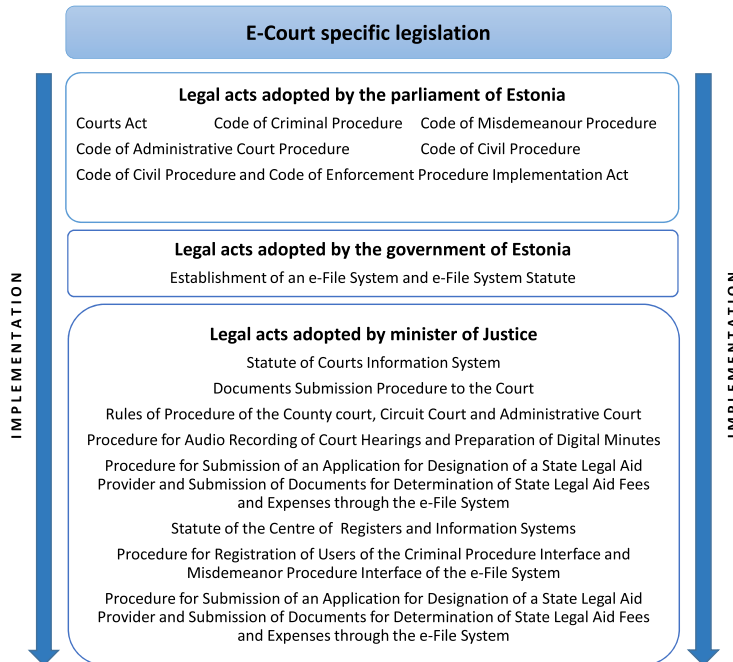 E-Court specific legislation
Legal acts adopted by the parliament of Estonia
Courts Act Code of Criminal Procedure Code of Misdemeanour Procedure
Code of Administrative Court Procedure Code of Civil Procedure
Code of Civil Procedure and Code of Enforcement Procedure Implementation Act
Legal acts adopted by the government of Estonia
Establishment of an e-File System and e-File System Statute
Legal acts adopted by minister of Justice
Statute of Courts Information System
Documents Submission Procedure to the Court
Rules of Procedure of the County court, Circuit Court and Administrative Court
Procedure for Audio Recording of Court Hearings and Preparation of Digital Minutes
Procedure for Submission of an Application for Designation of a State Legal Aid
Provider and Submission of Documents for Determination of State Legal Aid Fees
and Expenses through the e-File System
Statute of the Centre of Registers and Information Systems
Procedure for Registration of Users of the Criminal Procedure Interface and
Misdemeanor Procedure Interface of the e-File System
Procedure for Submission of an Application for Designation of a State Legal Aid
Provider and Submission of Documents for Determination of State Legal Aid Fees
and Expenses through the e-File System
IMPLEMENTATION
IMPLEMENTATION